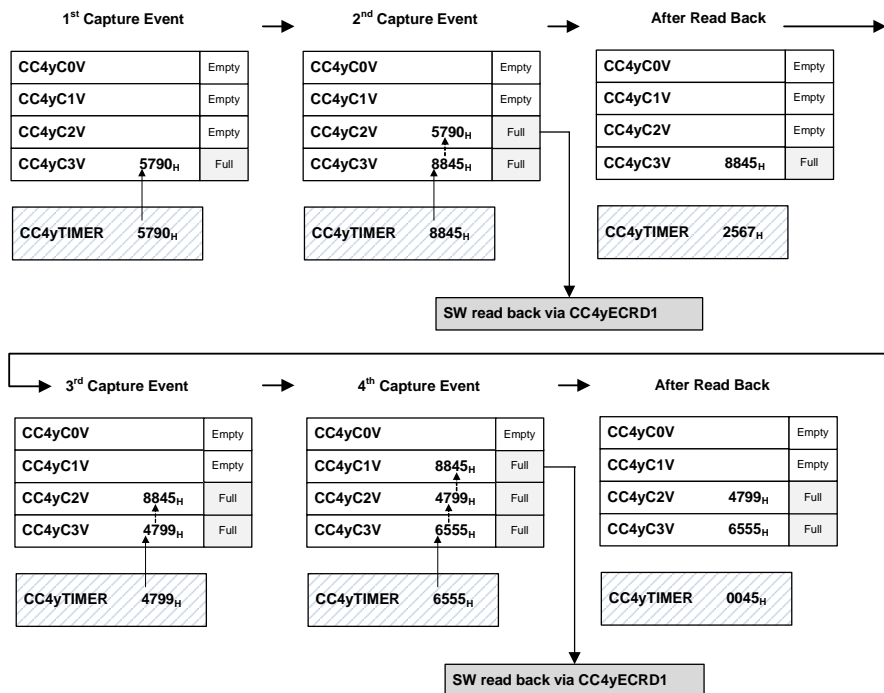 1st Capture Event
2nd Capture Event
After Read Back
CC4yC0V Empty
CC4yC1V Empty
CC4yC2V Empty
CC4yC3V 5790H Full
CC4yTIMER 5790H
CC4yC0V Empty
CC4yC1V Empty
CC4yC2V 5790H Full
CC4yC3V 8845H Full
CC4yTIMER 8845H
CC4yC0V Empty
CC4yC1V Empty
CC4yC2V Empty
CC4yC3V 8845H Full
CC4yTIMER 2567H
SW read back via CC4yECRD1
3rd Capture Event
4th Capture Event
After Read Back
CC4yC0V Empty
CC4yC1V Empty
CC4yC2V 8845H Full
CC4yC3V 4799H Full
CC4yTIMER 4799H
CC4yC0V Empty
CC4yC1V 8845H Full
CC4yC2V 4799H Full
CC4yC3V 6555H Full
CC4yTIMER 6555H
CC4yC0V Empty
CC4yC1V Empty
CC4yC2V 4799H Full
CC4yC3V 6555H Full
CC4yTIMER 0045H
SW read back via CC4yECRD1